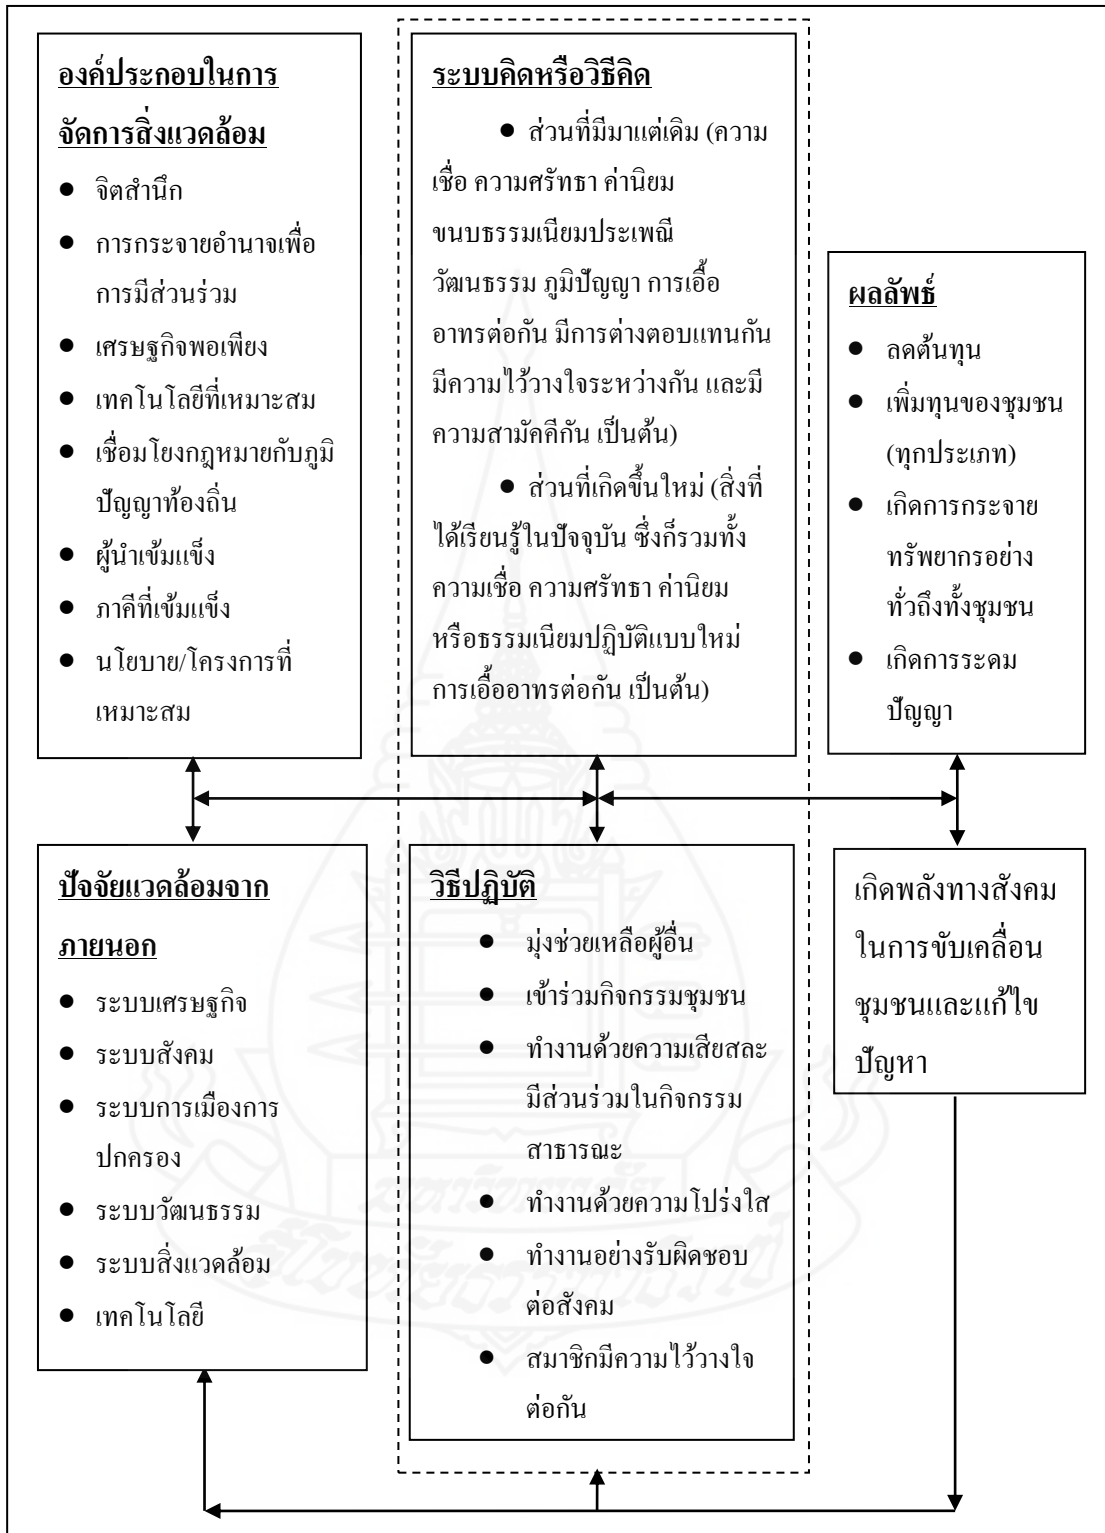 องค์ประกอบในการ
จัดการสิ่งแวดล้อม
● จิตสำนึก
● การกระจายอำนาจเพื่อ
การมีส่วนร่วม
● เศรษฐกิจพอเพียง
● เทคโนโลยีที่เหมาะสม
● เชื่อมโยงกฎหมายกับภูมิ
ปัญญาท้องถิ่น
● ผู้นำเข้มแข็ง
● ภาคีที่เข้มแข็ง
● นโยบาย/โครงการที่
เหมาะสม
ระบบคิดหรือวิธีคิด
● ส่วนที่มีมาแต่เดิม (ความ
เชื่อ ความศรัทธา ค่านิยม
ขนบธรรมเนียมประเพณี
วัฒนธรรม ภูมิปัญญา การเอื้อ
อาทรต่อกัน มีการต่างตอบแทนกัน
มีความไว้วางใจระหว่างกัน และมี
ความสามัคคีกัน เป็นต้น)
● ส่วนที่เกิดขึ้นใหม่ (สิ่งที่
ได้เรียนรู้ในปัจจุบัน ซึ่งก็รวมทั้ง
ความเชื่อ ความศรัทธา ค่านิยม
หรือธรรมเนียมปฏิบัติแบบใหม่
การเอื้ออาทรต่อกัน เป็นต้น)
ผลลัพธ์
● ลดต้นทุน
● เพิ่มทุนของชุมชน
(ทุกประเภท)
● เกิดการกระจาย
ทรัพยากรอย่าง
ทั่วถึงทั้งชุมชน
● เกิดการระดม
ปัญญา
ปัจจัยแวดล้อมจาก
ภายนอก
● ระบบเศรษฐกิจ
● ระบบสังคม
● ระบบการเมืองการ
ปกครอง
● ระบบวัฒนธรรม
● ระบบสิ่งแวดล้อม
● เทคโนโลยี
วิธีปฏิบัติ
● มุ่งช่วยเหลือผู้อื่น
● เข้าร่วมกิจกรรมชุมชน
● ทำงานด้วยความเสียสละ
มีส่วนร่วมในกิจกรรม
สาธารณะ
● ทำงานด้วยความโปร่งใส
● ทำงานอย่างรับผิดชอบ
ต่อสังคม
● สมาชิกมีความไว้วางใจ
ต่อกัน
เกิดพลังทางสังคม
ในการขับเคลื่อน
ชุมชนและแก้ไข
ปัญหา
มหาวิทยาลัย
สุโขทัยธรรมาธิราช